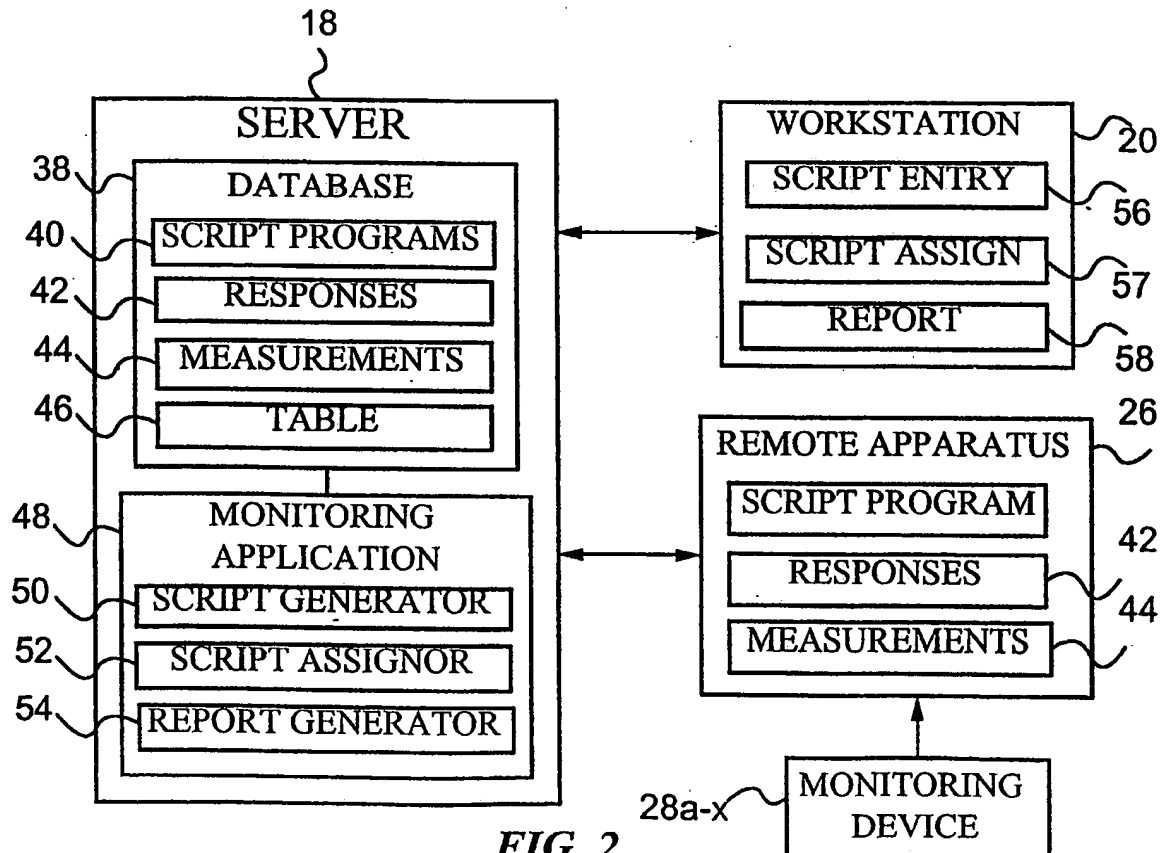 18
SERVER
38
DATABASE
40
SCRIPT PROGRAMS
42
RESPONSES
44
MEASUREMENTS
46
TABLE
48
MONITORING
APPLICATION
50
SCRIPT GENERATOR
52
SCRIPT ASSIGNOR
54
REPORT GENERATOR
WORKSTATION
20
SCRIPT ENTRY
56
SCRIPT ASSIGN
57
REPORT
58
26
REMOTE APPARATUS
SCRIPT PROGRAM
42
RESPONSES
44
MEASUREMENTS
28a-x
MONITORING
DEVICE
FIG. 2